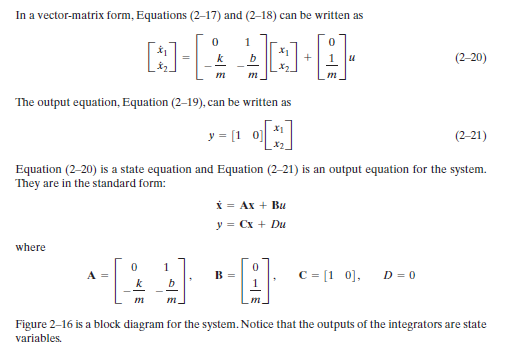 In a vector-matrix form, Equations (2–17) and (2–18) can be written as
[ẋ₁; ẋ₂] = [0 1; −k/m −b/m] [x₁; x₂] + [0; 1/m] u (2–20)
The output equation, Equation (2–19), can be written as
y = [1 0] [x₁; x₂] (2–21)
Equation (2–20) is a state equation and Equation (2–21) is an output equation for the system.
They are in the standard form:
ẋ = Ax + Bu
y = Cx + Du
where
A = [0 1; −k/m −b/m], B = [0; 1/m], C = [1 0], D = 0
Figure 2–16 is a block diagram for the system. Notice that the outputs of the integrators are state
variables.